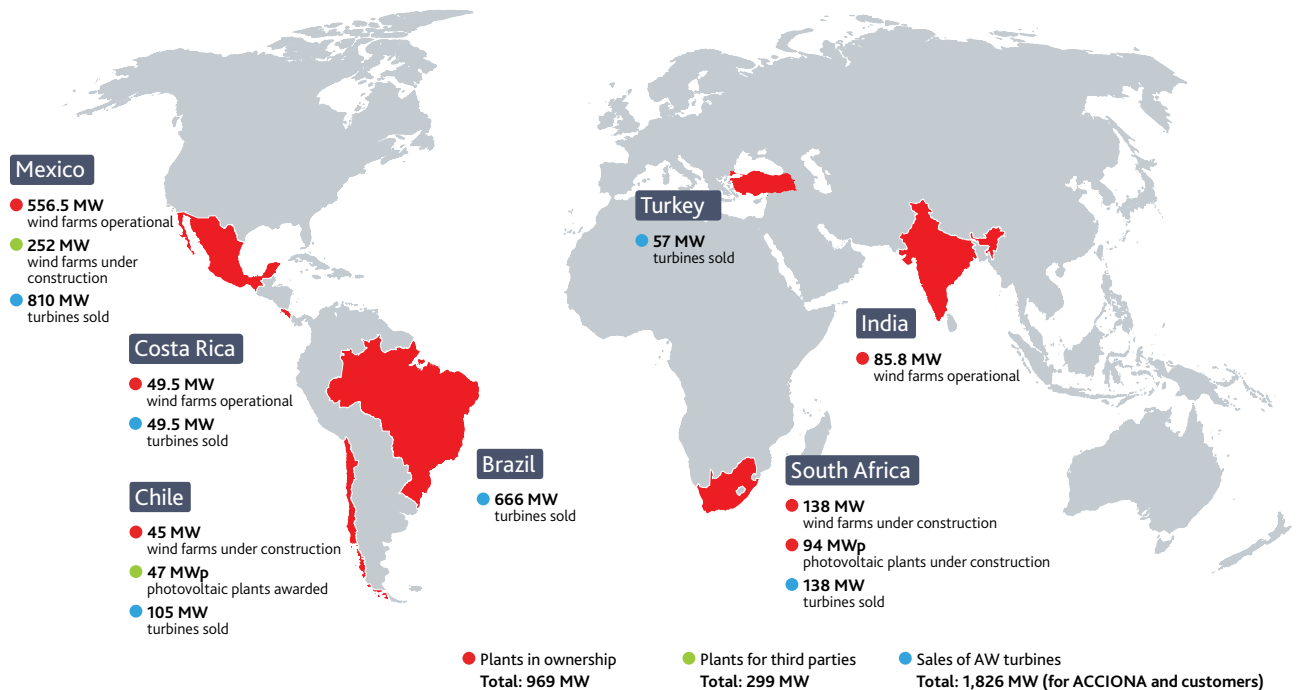 Mexico
556.5 MW
wind farms operational
252 MW
wind farms under
construction
810 MW
turbines sold
Costa Rica
49.5 MW
wind farms operational
49.5 MW
turbines sold
Chile
45 MW
wind farms under construction
47 MWp
photovoltaic plants awarded
105 MW
turbines sold
Brazil
666 MW
turbines sold
Turkey
57 MW
turbines sold
India
85.8 MW
wind farms operational
South Africa
138 MW
wind farms under construction
94 MWp
photovoltaic plants under construction
138 MW
turbines sold
Plants in ownership
Total: 969 MW
Plants for third parties
Total: 299 MW
Sales of AW turbines
Total: 1,826 MW (for ACCIONA and customers)